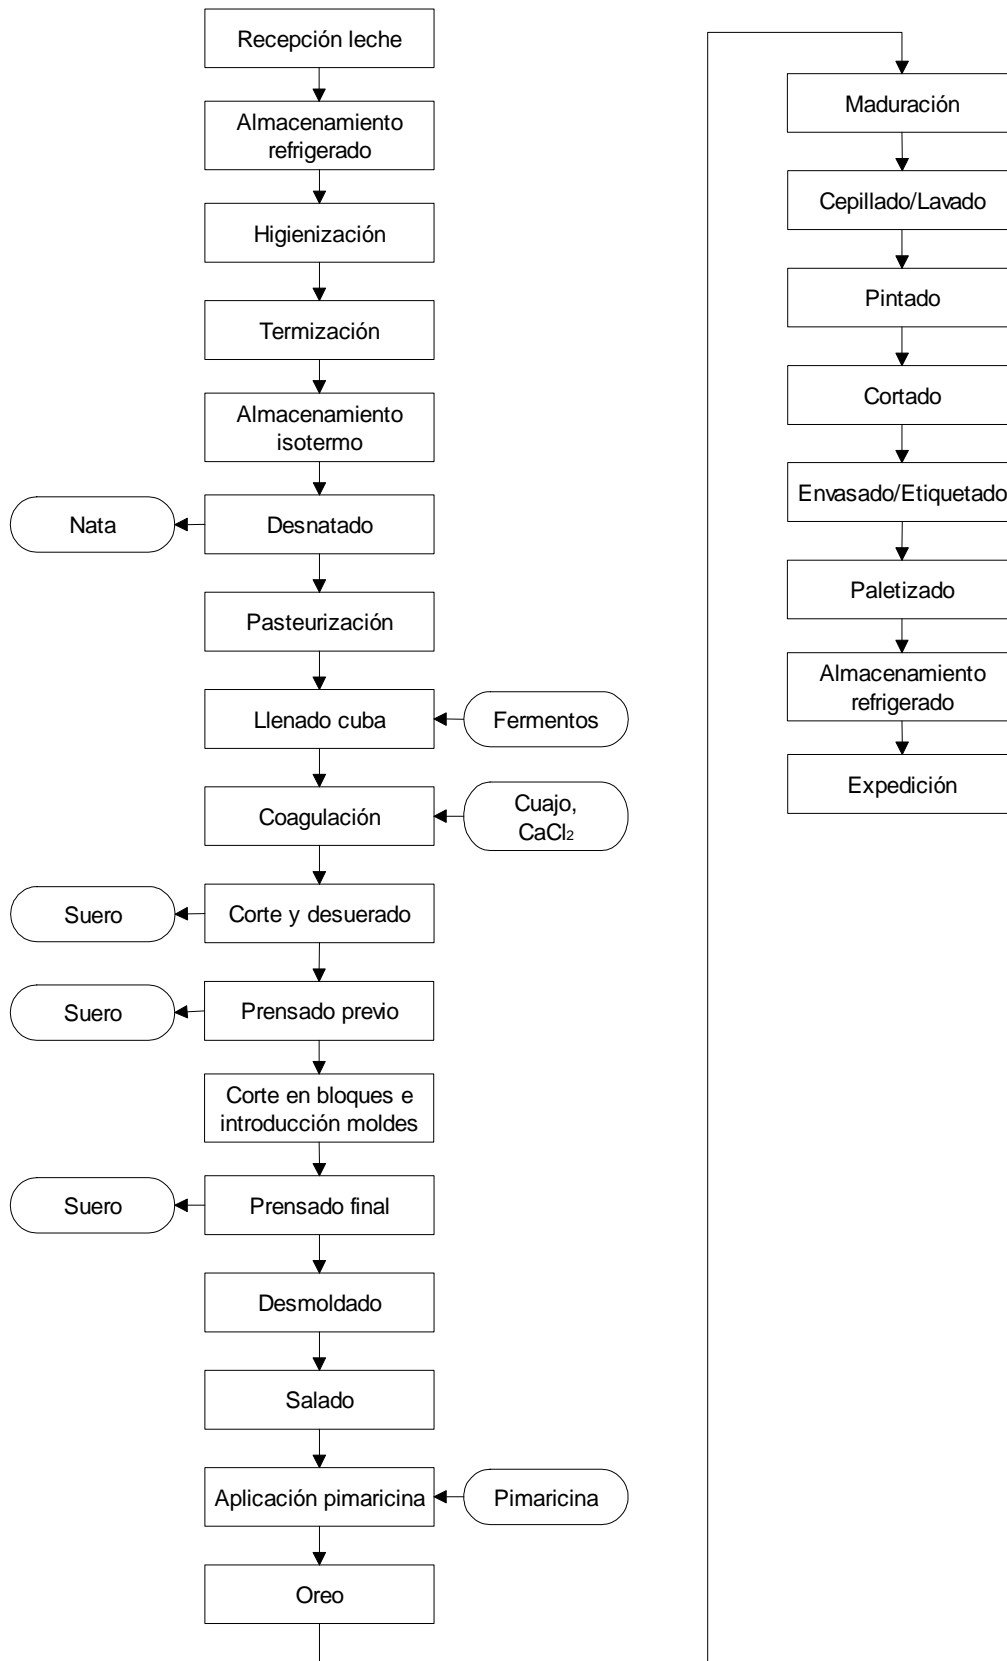 Recepción leche
Almacenamiento
refrigerado
Higienización
Termización
Almacenamiento
isotermo
Nata
Desnatado
Pasteurización
Llenado cuba
Fermentos
Coagulación
Cuajo,
CaCl₂
Suero
Corte y desuerado
Suero
Prensado previo
Corte en bloques e
introducción moldes
Suero
Prensado final
Desmoldado
Salado
Aplicación pimaricina
Pimaricina
Oreo
Maduración
Cepillado/Lavado
Pintado
Cortado
Envasado/Etiquetado
Paletizado
Almacenamiento
refrigerado
Expedición